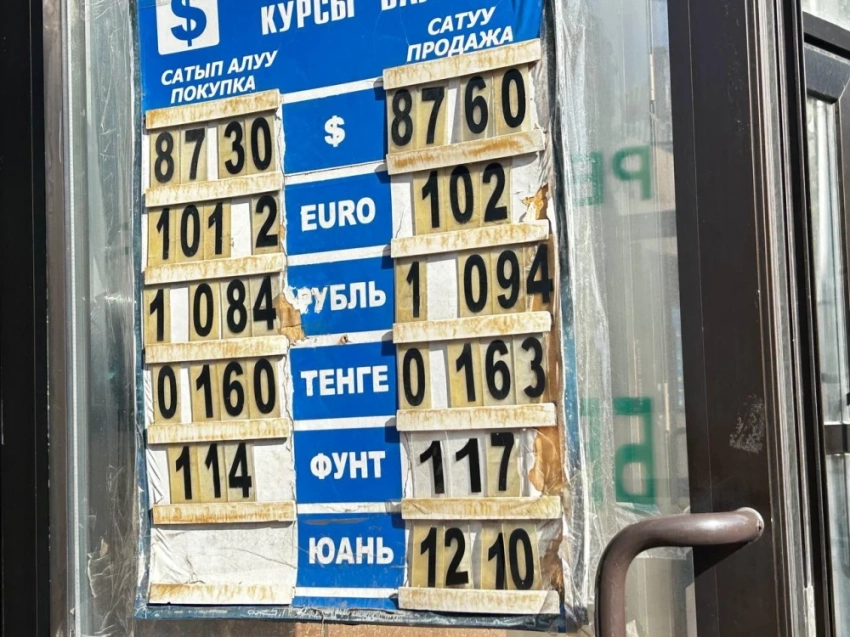 $
КУРСЫ
САТЫП АЛУУ
ПОКУПКА
САТУУ
ПРОДАЖА
87 30 $ 87 60
101 2 EURO 102
1 084 РУБЛЬ 1 094
0 160 ТЕНГЕ 0 163
114 ФУНТ 117
ЮАНЬ 12 10